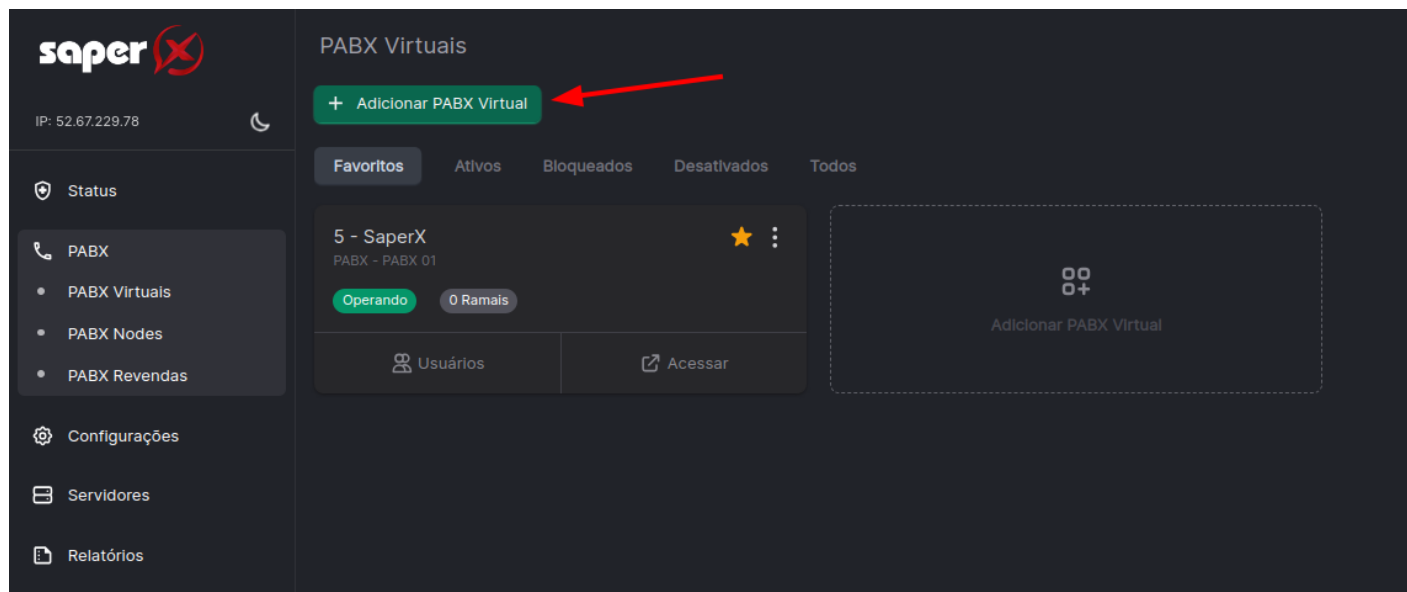 saperX
IP: 52.67.229.78
Status
PABX
PABX Virtuais
PABX Nodes
PABX Revendas
Configurações
Servidores
Relatórios
PABX Virtuais
+ Adicionar PABX Virtual
Favoritos Ativos Bloqueados Desativados Todos
5 - SaperX
PABX - PABX 01
Operando 0 Ramais
Usuários Acessar
Adicionar PABX Virtual